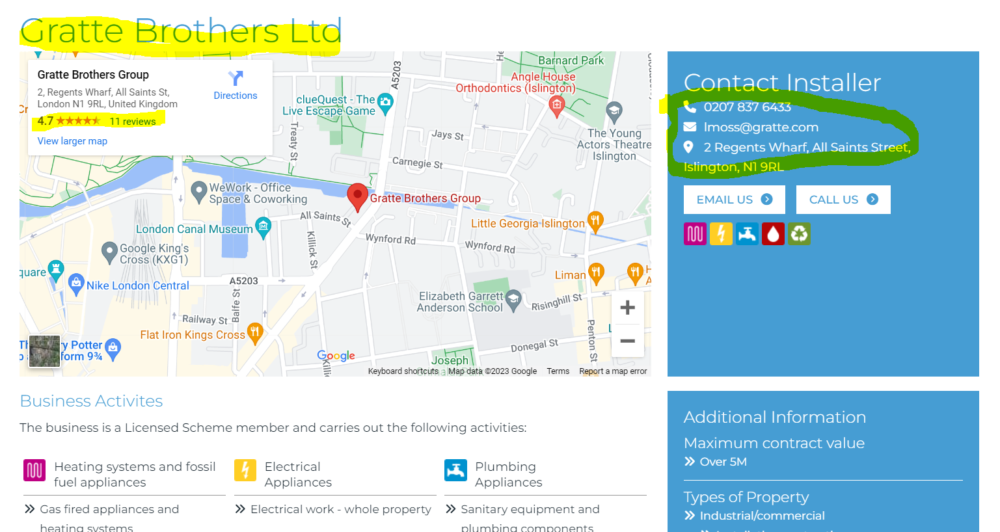 Gratte Brothers Ltd
Gratte Brothers Group
2, Regents Wharf, All Saints St,
London N1 9RL, United Kingdom
4.7
11 reviews
View larger map
Directions
A5203
Barnard Park
Angle House
Orthodontics (Islington)
clueQuest - The
Live Escape Game
Treaty St
Jays St
The Young
Actors Theatre
Islington
Carnegie St
WeWork - Office
Space & Coworking
Gratte Brothers Group
All Saints St
London Canal Museum
Little Georgia Islington
Wynford Rd
Wynford Rd
Killick St
Google King's
Cross (KXG1)
quare
Liman
Nike London Central
A5203
Balfe St
Elizabeth Garrett
Anderson School
Risinghill St
Railway St
Flat Iron Kings Cross
Penton St
Potter
form 9¾
Donegal St
Google
Joseph
Keyboard shortcuts
Map data ©2023 Google
Terms
Report a map error
Contact Installer
0207 837 6433
lmoss@gratte.com
2 Regents Wharf, All Saints Street,
Islington, N1 9RL
EMAIL US
CALL US
Business Activites
The business is a Licensed Scheme member and carries out the following activities:
Heating systems and fossil
fuel appliances
Gas fired appliances and
heating systems
Electrical
Appliances
Electrical work - whole property
Plumbing
Appliances
Sanitary equipment and
plumbing components
Additional Information
Maximum contract value
Over 5M
Types of Property
Industrial/commercial